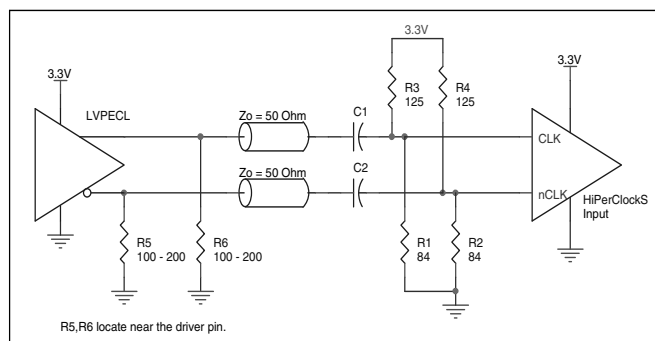 3.3V
3.3V
3.3V
R3
125
R4
125
LVPECL
Zo = 50 Ohm
C1
CLK
Zo = 50 Ohm
C2
nCLK
HiPerClockS
Input
R5
100 - 200
R6
100 - 200
R1
84
R2
84
R5,R6 locate near the driver pin.